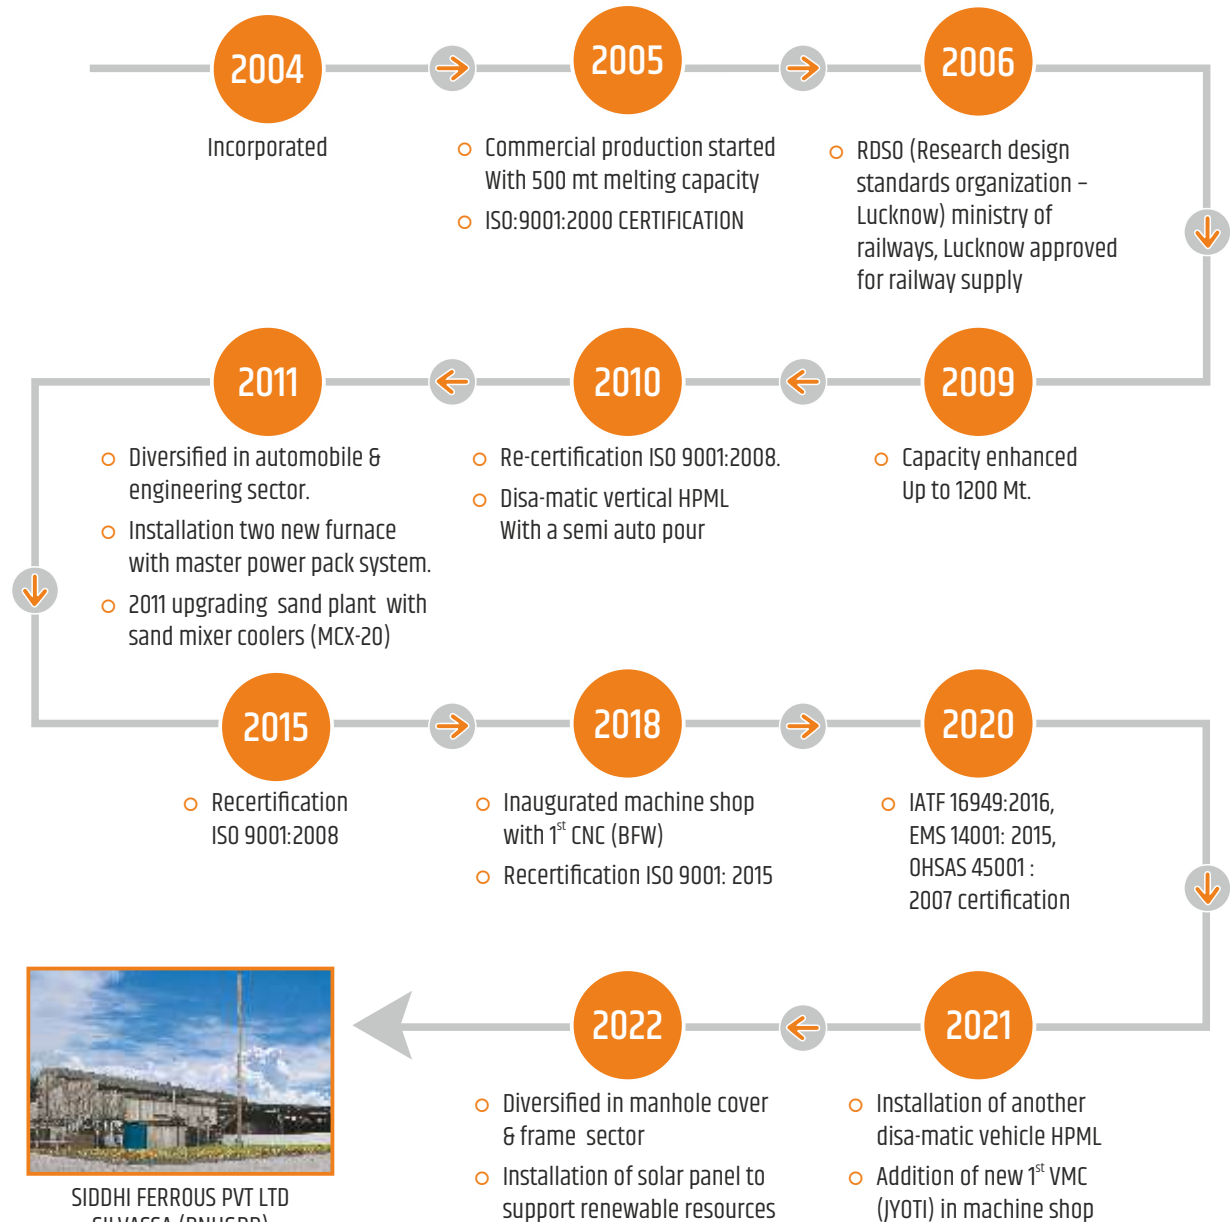 2004
Incorporated
2005
Commercial production started
With 500 mt melting capacity
ISO:9001:2000 CERTIFICATION
2006
RDSO (Research design
standards organization –
Lucknow) ministry of
railways, Lucknow approved
for railway supply
2009
Capacity enhanced
Up to 1200 Mt.
2010
Re-certification ISO 9001:2008.
Disa-matic vertical HPML
With a semi auto pour
2011
Diversified in automobile &
engineering sector.
Installation two new furnace
with master power pack system.
2011 upgrading sand plant with
sand mixer coolers (MCX-20)
2015
Recertification
ISO 9001:2008
2018
Inaugurated machine shop
with 1st CNC (BFW)
Recertification ISO 9001: 2015
2020
IATF 16949:2016,
EMS 14001: 2015,
OHSAS 45001 :
2007 certification
2021
Installation of another
disa-matic vehicle HPML
Addition of new 1st VMC
(JYOTI) in machine shop
2022
Diversified in manhole cover
& frame sector
Installation of solar panel to
support renewable resources
SIDDHI FERROUS PVT LTD